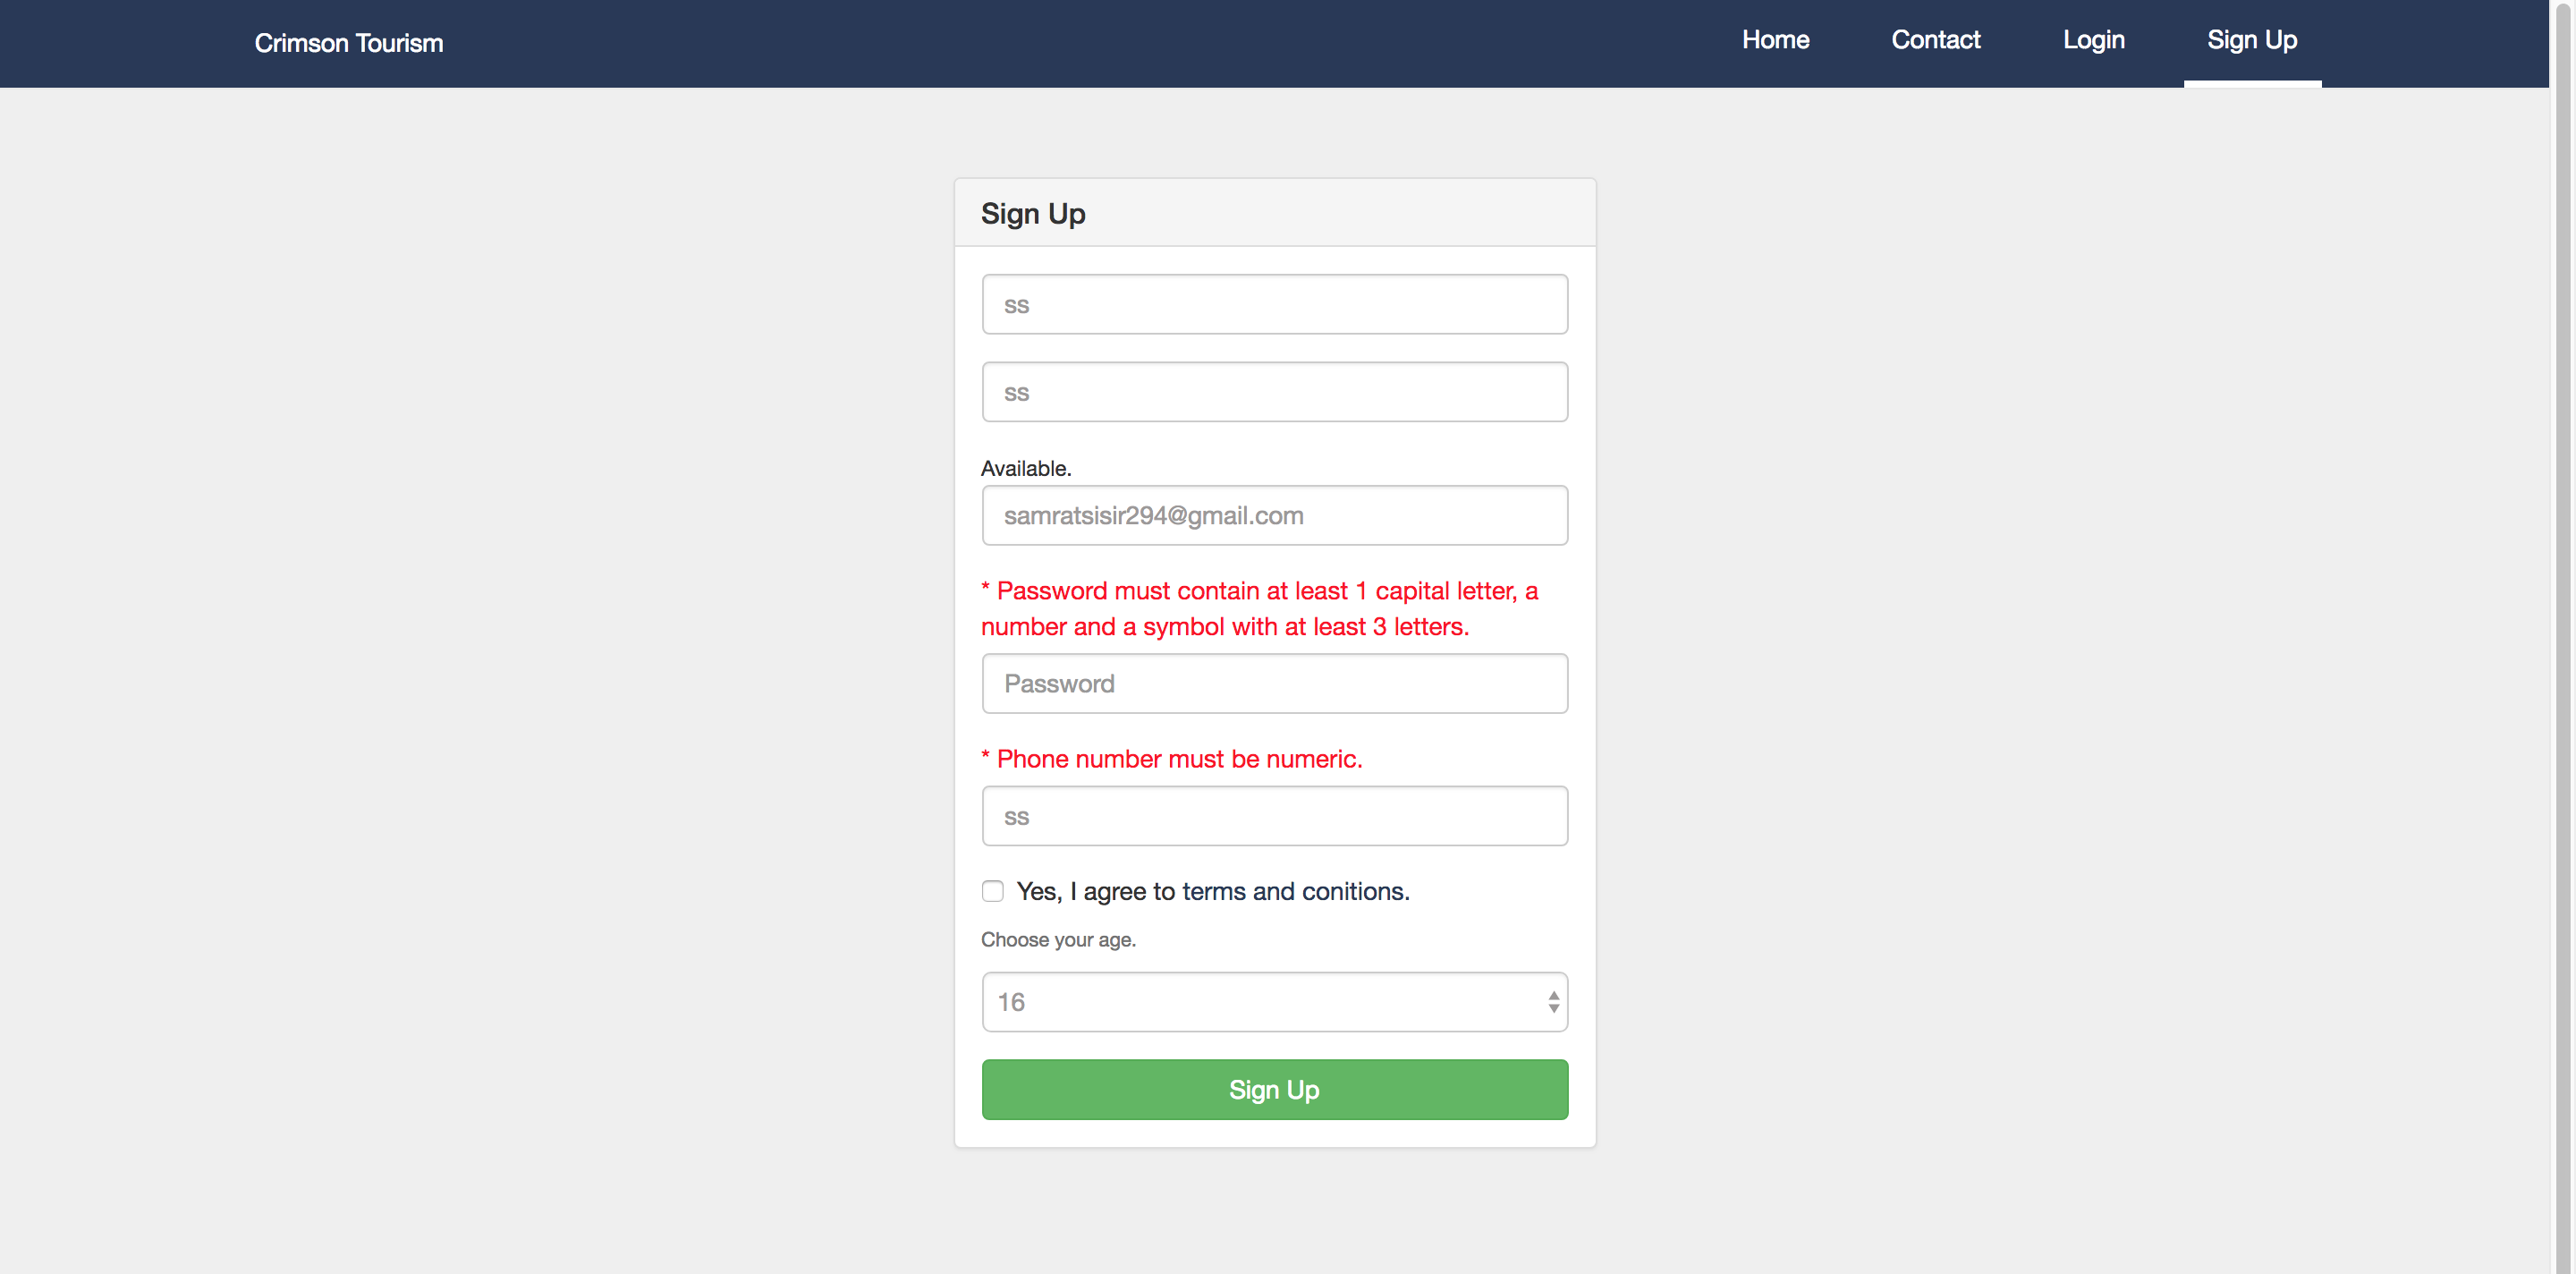 Crimson Tourism
Home
Contact
Login
Sign Up
Sign Up
ss
ss
Available.
samratsisir294@gmail.com
* Password must contain at least 1 capital letter, a
number and a symbol with at least 3 letters.
Password
* Phone number must be numeric.
ss
Yes, I agree to terms and conitions.
Choose your age.
16
Sign Up